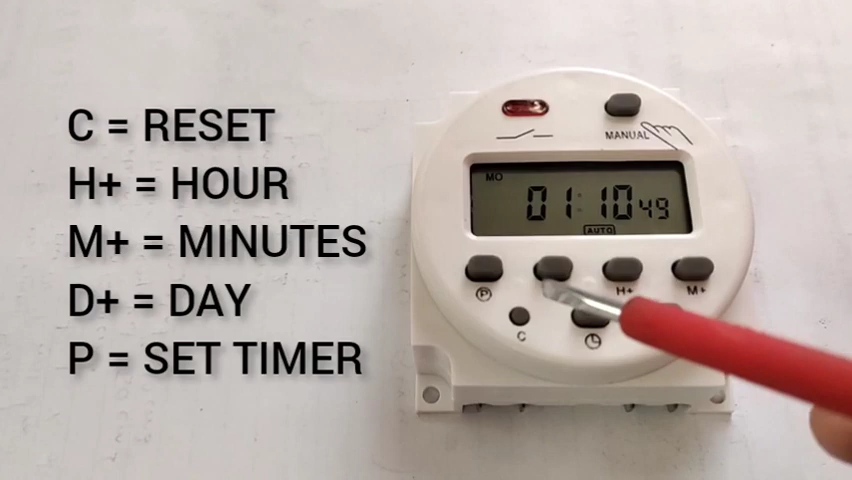 C = RESET
H+ = HOUR
M+ = MINUTES
D+ = DAY
P = SET TIMER
MANUAL
MO
01:10 49
AUTO
P
H+
M+
C